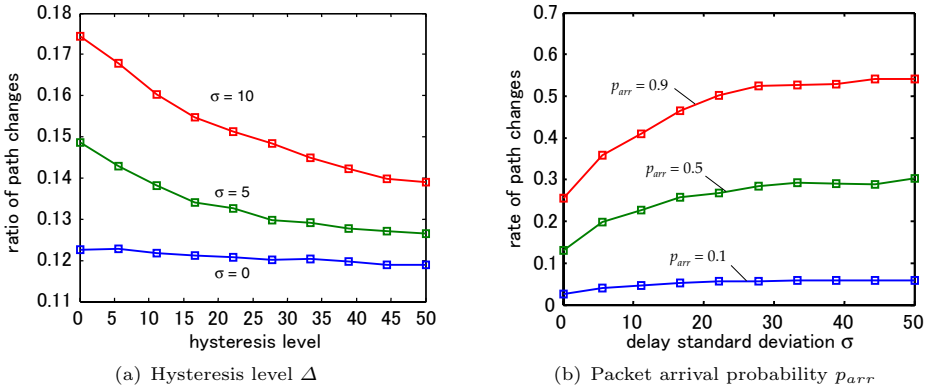 ratio of path changes
0.18
0.17
0.16
0.15
0.14
0.13
0.12
0.11
σ = 10
σ = 5
σ = 0
0 5 10 15 20 25 30 35 40 45 50
hysteresis level
(a) Hysteresis level Δ
rate of path changes
0.7
0.6
0.5
0.4
0.3
0.2
0.1
0
p_arr = 0.9
p_arr = 0.5
p_arr = 0.1
0 10 20 30 40 50
delay standard deviation σ
(b) Packet arrival probability p_arr